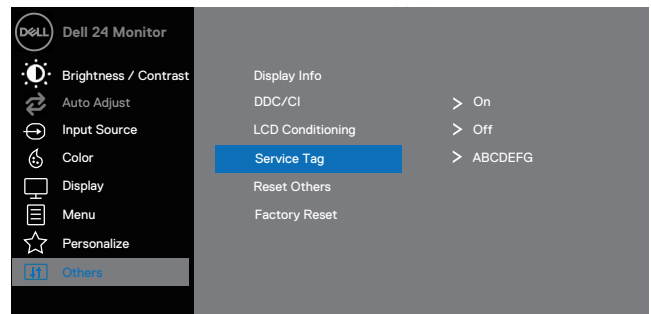 DELL Dell 24 Monitor
Brightness / Contrast
Auto Adjust
Input Source
Color
Display
Menu
Personalize
Others
Display Info
DDC/CI > On
LCD Conditioning > Off
Service Tag > ABCDEFG
Reset Others
Factory Reset